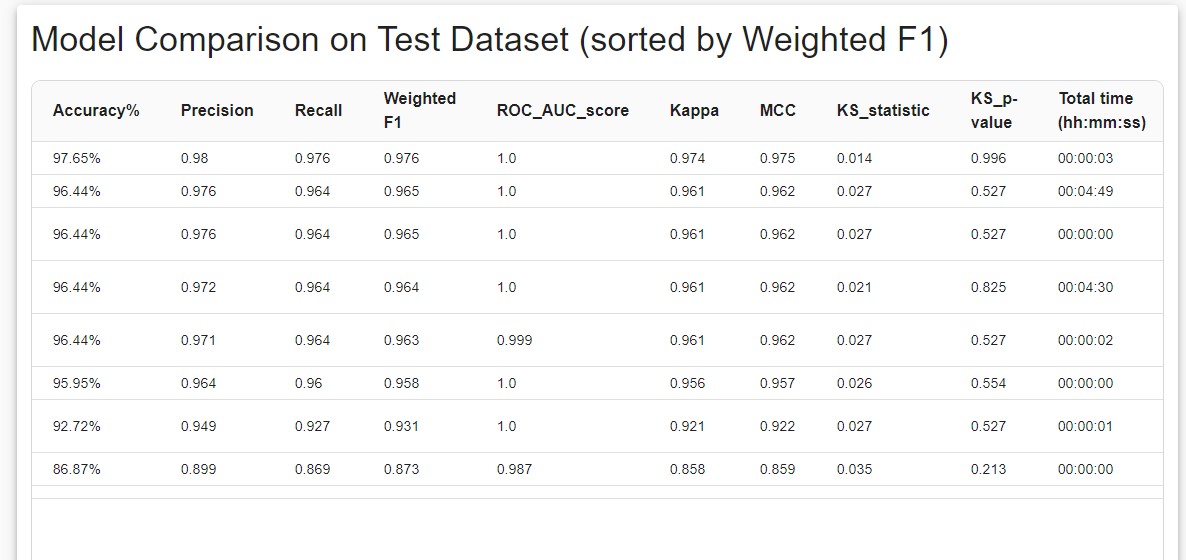 Model Comparison on Test Dataset (sorted by Weighted F1)
Accuracy% Precision Recall Weighted F1 ROC_AUC_score Kappa MCC KS_statistic KS_p-value Total time (hh:mm:ss)
97.65% 0.98 0.976 0.976 1.0 0.974 0.975 0.014 0.996 00:00:03
96.44% 0.976 0.964 0.965 1.0 0.961 0.962 0.027 0.527 00:04:49
96.44% 0.976 0.964 0.965 1.0 0.961 0.962 0.027 0.527 00:00:00
96.44% 0.972 0.964 0.964 1.0 0.961 0.962 0.021 0.825 00:04:30
96.44% 0.971 0.964 0.963 0.999 0.961 0.962 0.027 0.527 00:00:02
95.95% 0.964 0.96 0.958 1.0 0.956 0.957 0.026 0.554 00:00:00
92.72% 0.949 0.927 0.931 1.0 0.921 0.922 0.027 0.527 00:00:01
86.87% 0.899 0.869 0.873 0.987 0.858 0.859 0.035 0.213 00:00:00